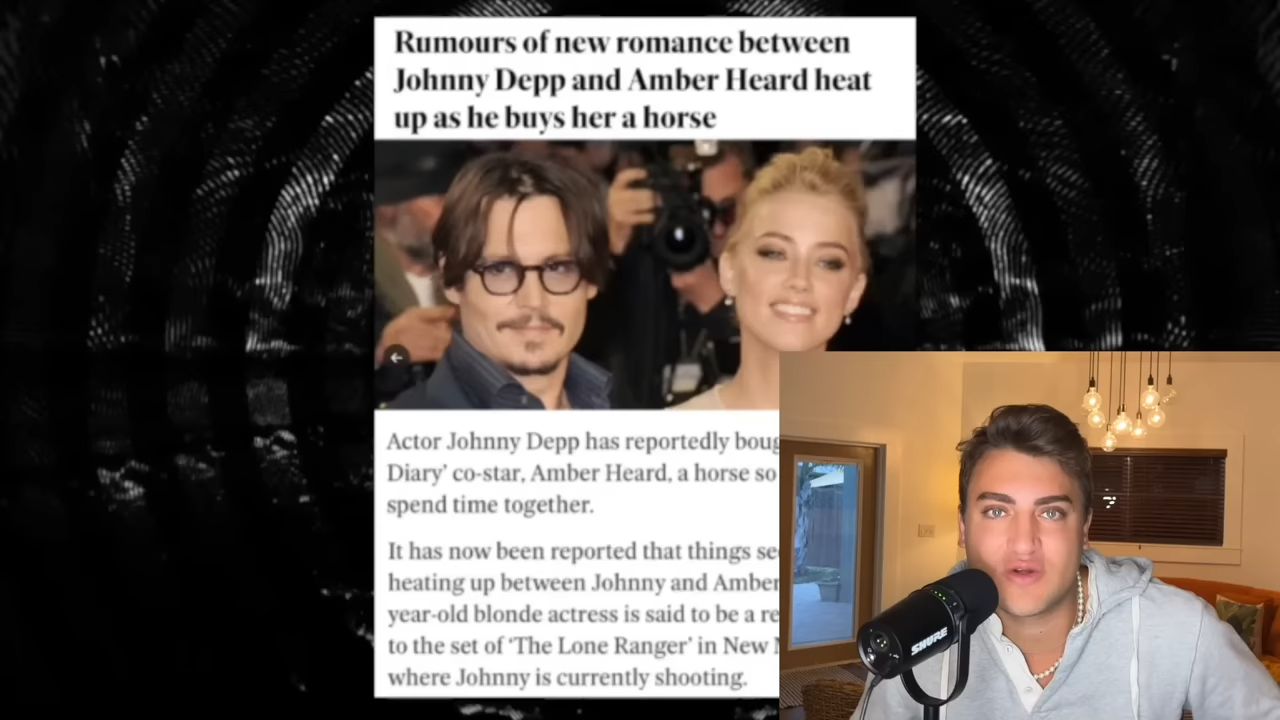 Rumours of new romance between
Johnny Depp and Amber Heard heat
up as he buys her a horse
Actor Johnny Depp has reportedly
Diary’ co-star, Amber Heard, a horse so
spend time together.
It has now been reported that things
heating up between Johnny and Amber
year-old blonde actress is said to be a
to the set of ‘The Lone Ranger’ in New
where Johnny is currently shooting.
SHURE